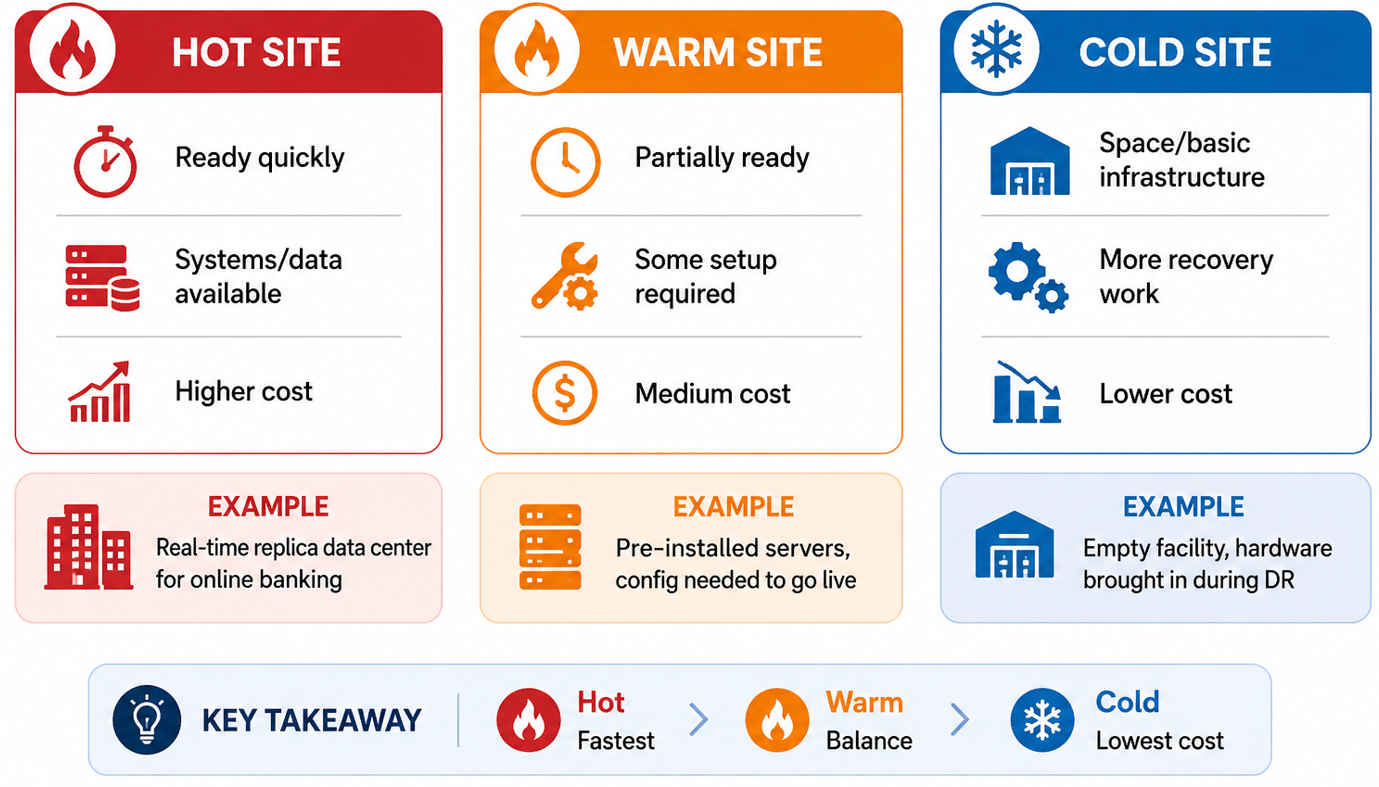 HOT SITE
Ready quickly
Systems/data
available
Higher cost
EXAMPLE
Real-time replica data center
for online banking
WARM SITE
Partially ready
Some setup
required
$
Medium cost
EXAMPLE
Pre-installed servers,
config needed to go live
COLD SITE
Space/basic
infrastructure
More recovery
work
Lower cost
EXAMPLE
Empty facility, hardware
brought in during DR
KEY TAKEAWAY
Hot
Fastest
Warm
Balance
Cold
Lowest cost